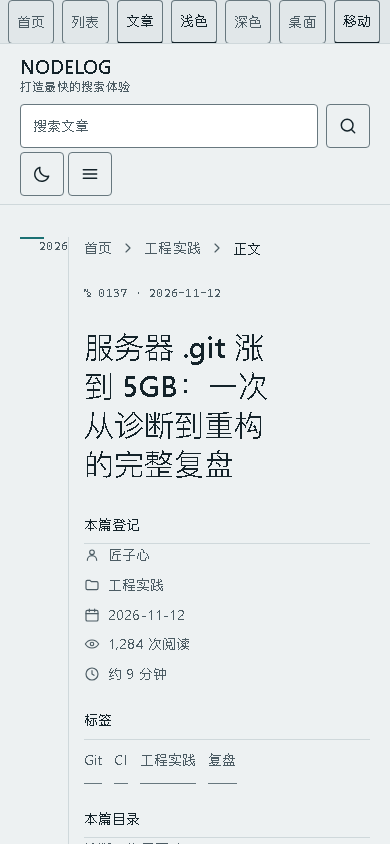 首页 列表 文章 浅色 深色 桌面 移动
NODELOG
打造最快的搜索体验
搜索文章
2026
首页 > 工程实践 > 正文
№ 0137 · 2026-11-12
服务器 .git 涨
到 5GB：一次
从诊断到重构
的完整复盘
本篇登记
匠子心
工程实践
2026-11-12
1,284 次阅读
约 9 分钟
标签
Git CI 工程实践 复盘
本篇目录